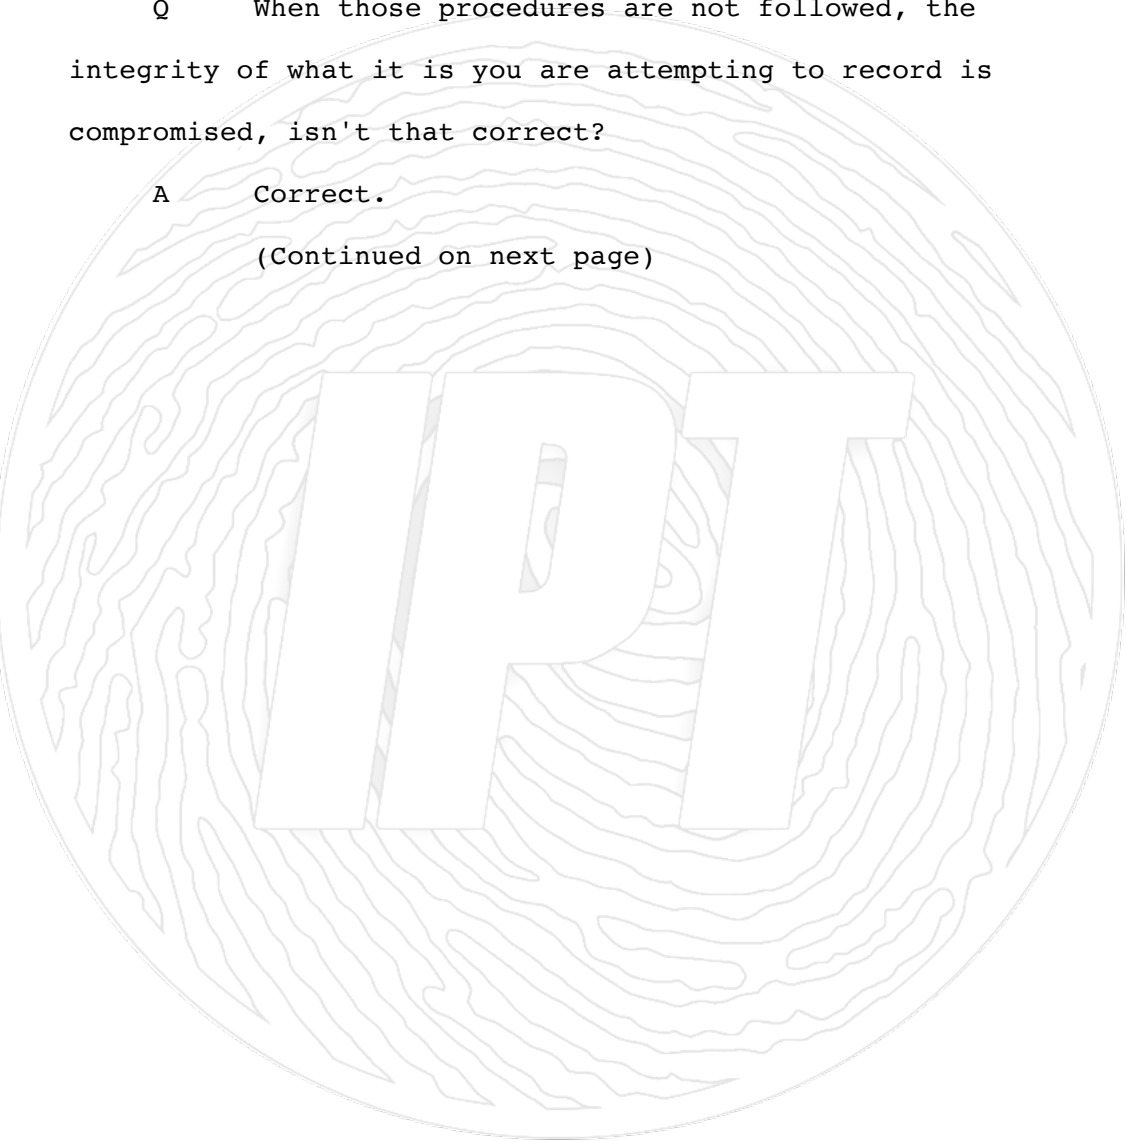 Q When those procedures are not followed, the
integrity of what it is you are attempting to record is
compromised, isn't that correct?
A Correct.
(Continued on next page)
IPT